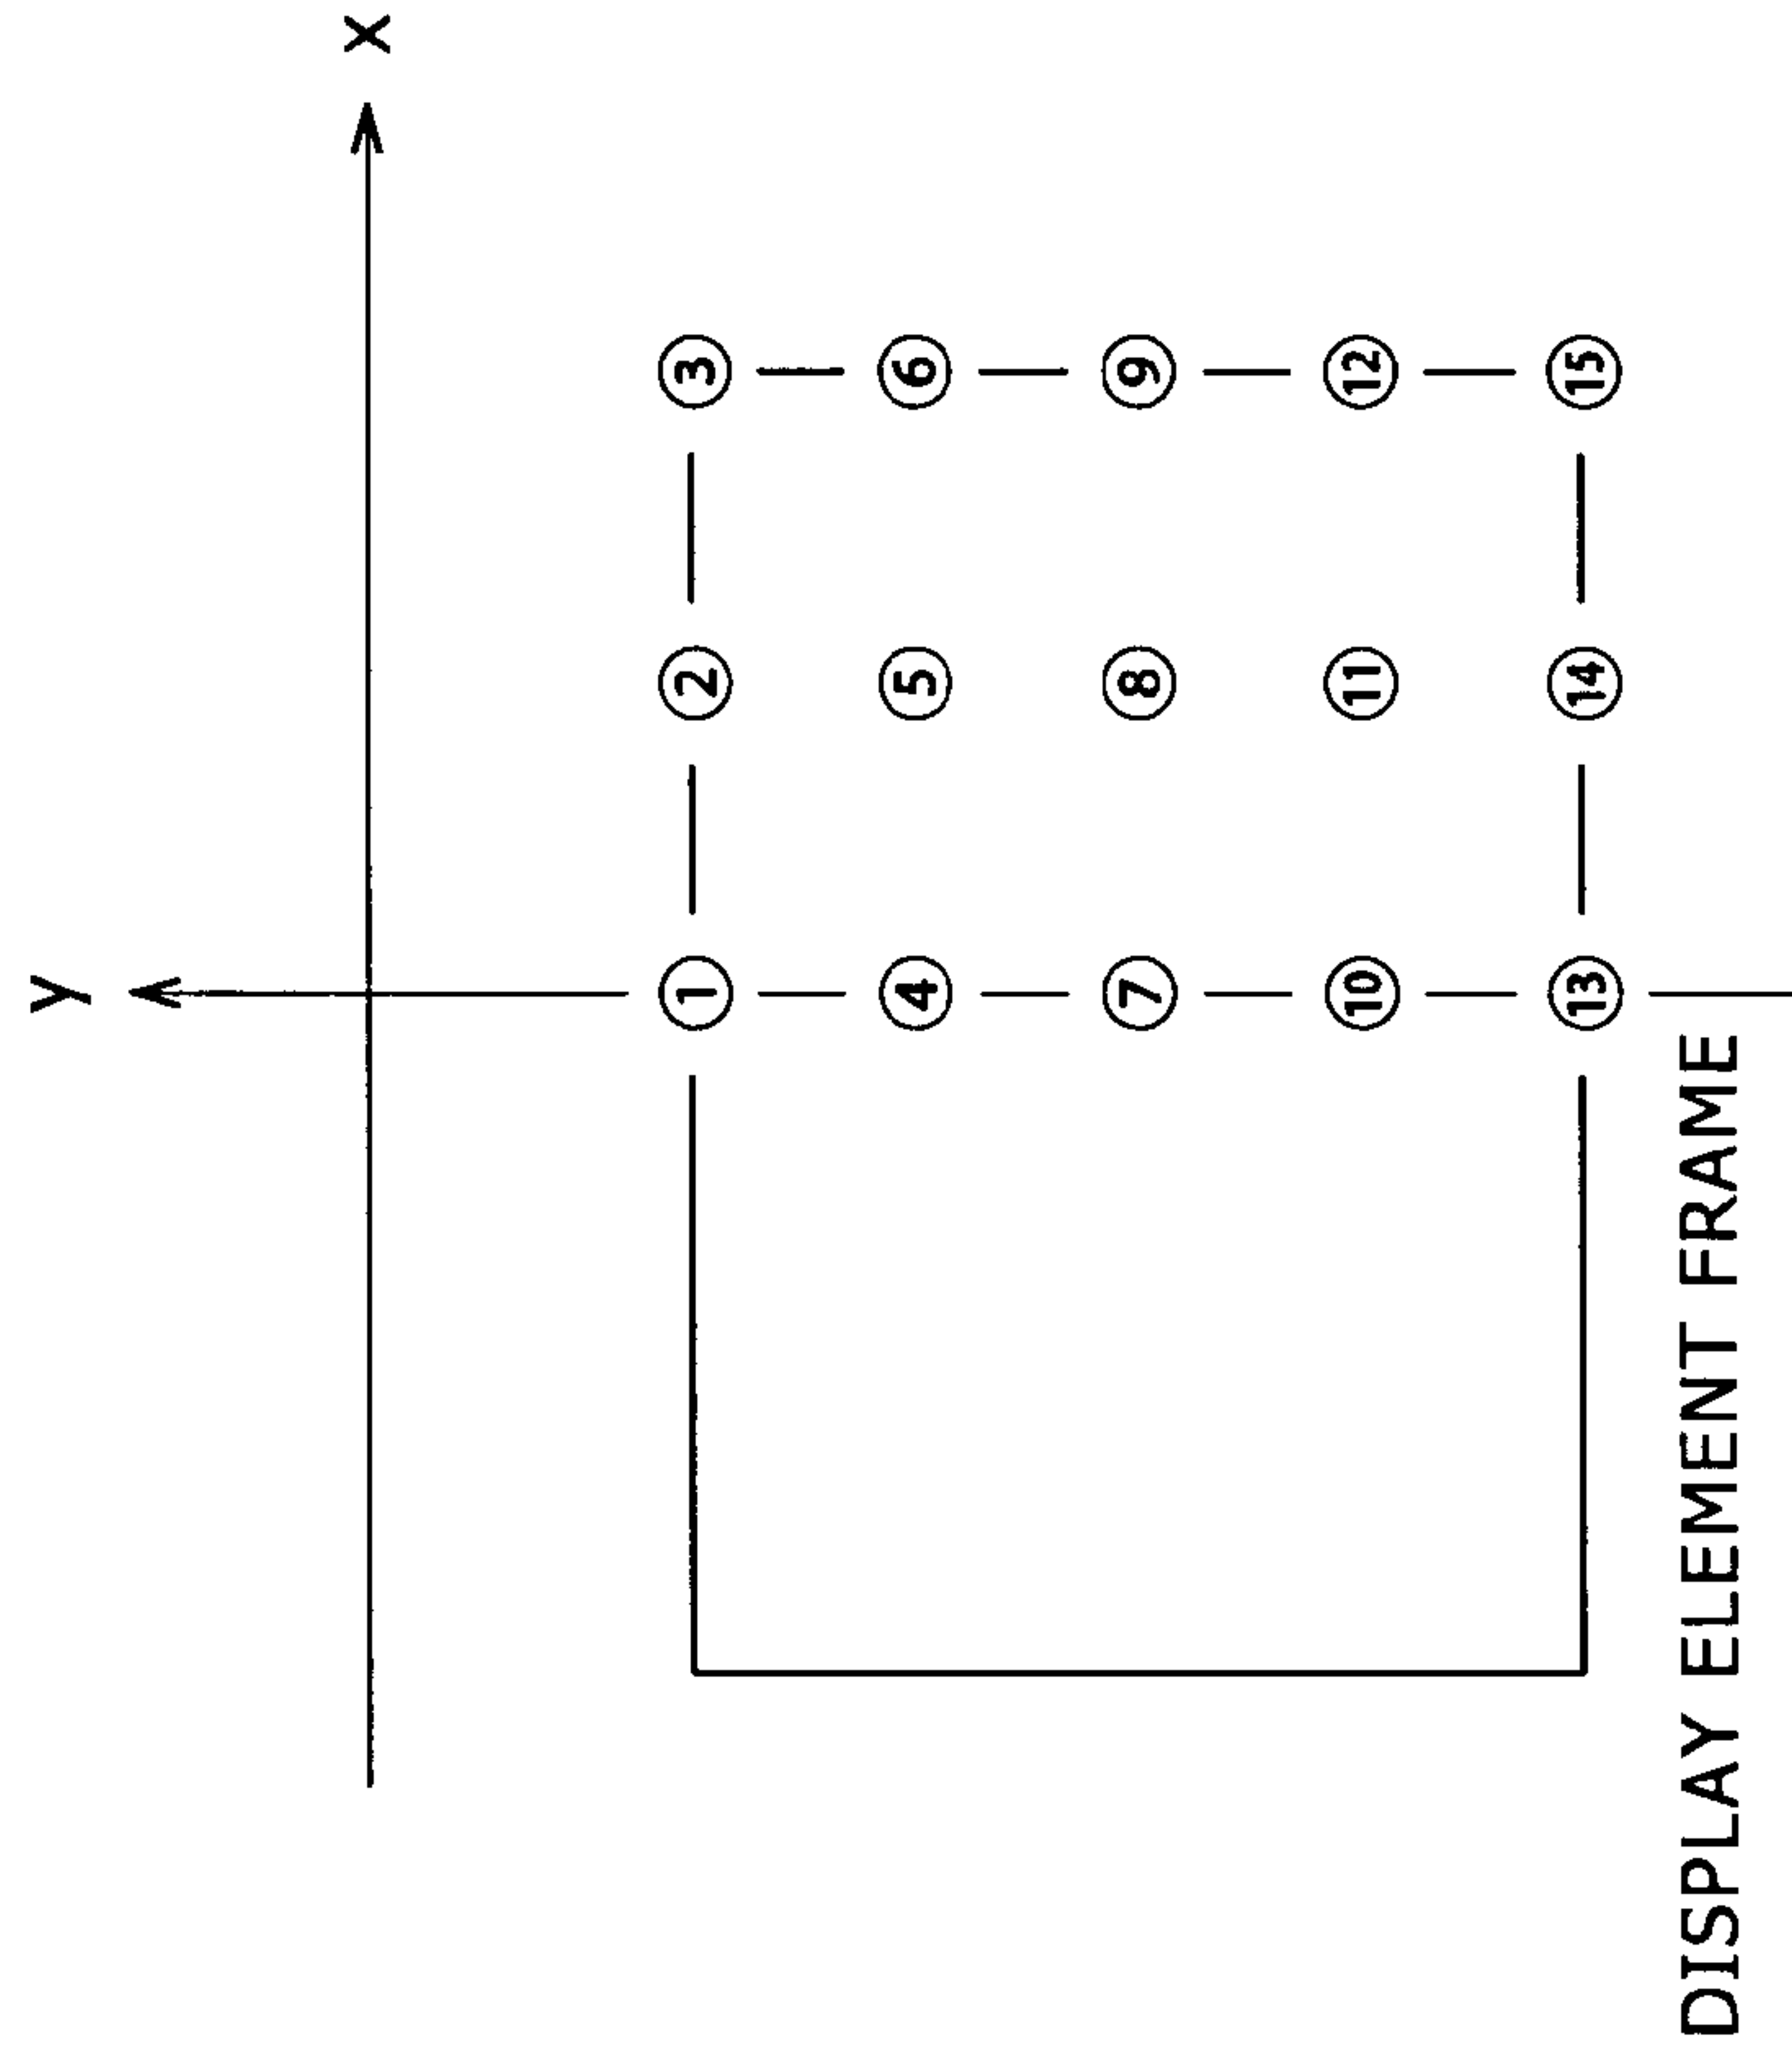 y
x
① ② ③
④ ⑤ ⑥
⑦ ⑧ ⑨
⑩ ⑪ ⑫
⑬ ⑭ ⑮
DISPLAY ELEMENT FRAME